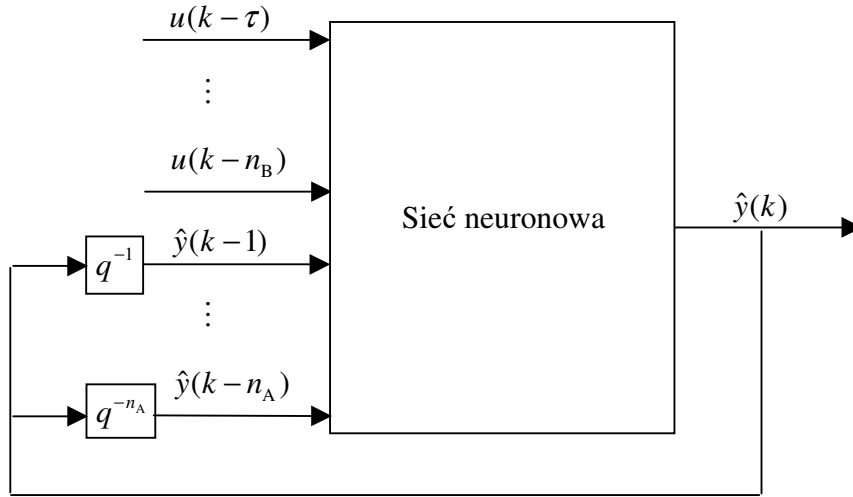 u(k − τ)
⋮
u(k − n_B)
Sieć neuronowa
ŷ(k)
q^{−1}
ŷ(k − 1)
⋮
q^{−n_A}
ŷ(k − n_A)